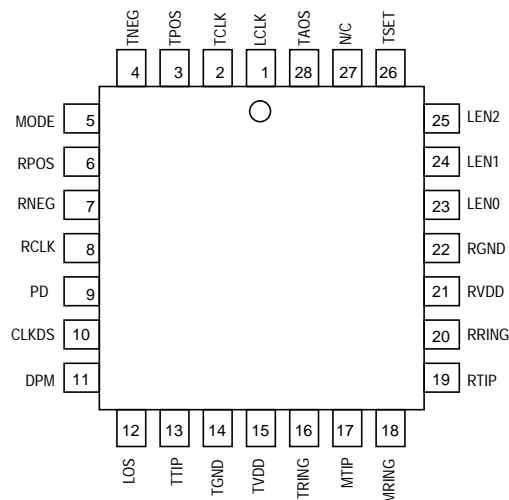 TNEG TPOS TCLK LCLK TAOS N/C TSET
4 3 2 1 28 27 26
MODE 5 25 LEN2
RPOS 6 24 LEN1
RNEG 7 23 LEN0
RCLK 8 22 RGND
PD 9 21 RVDD
CLKDS 10 20 RRING
DPM 11 19 RTIP
12 13 14 15 16 17 18
LOS TTIP TGND TVDD TRING MTIP MRING